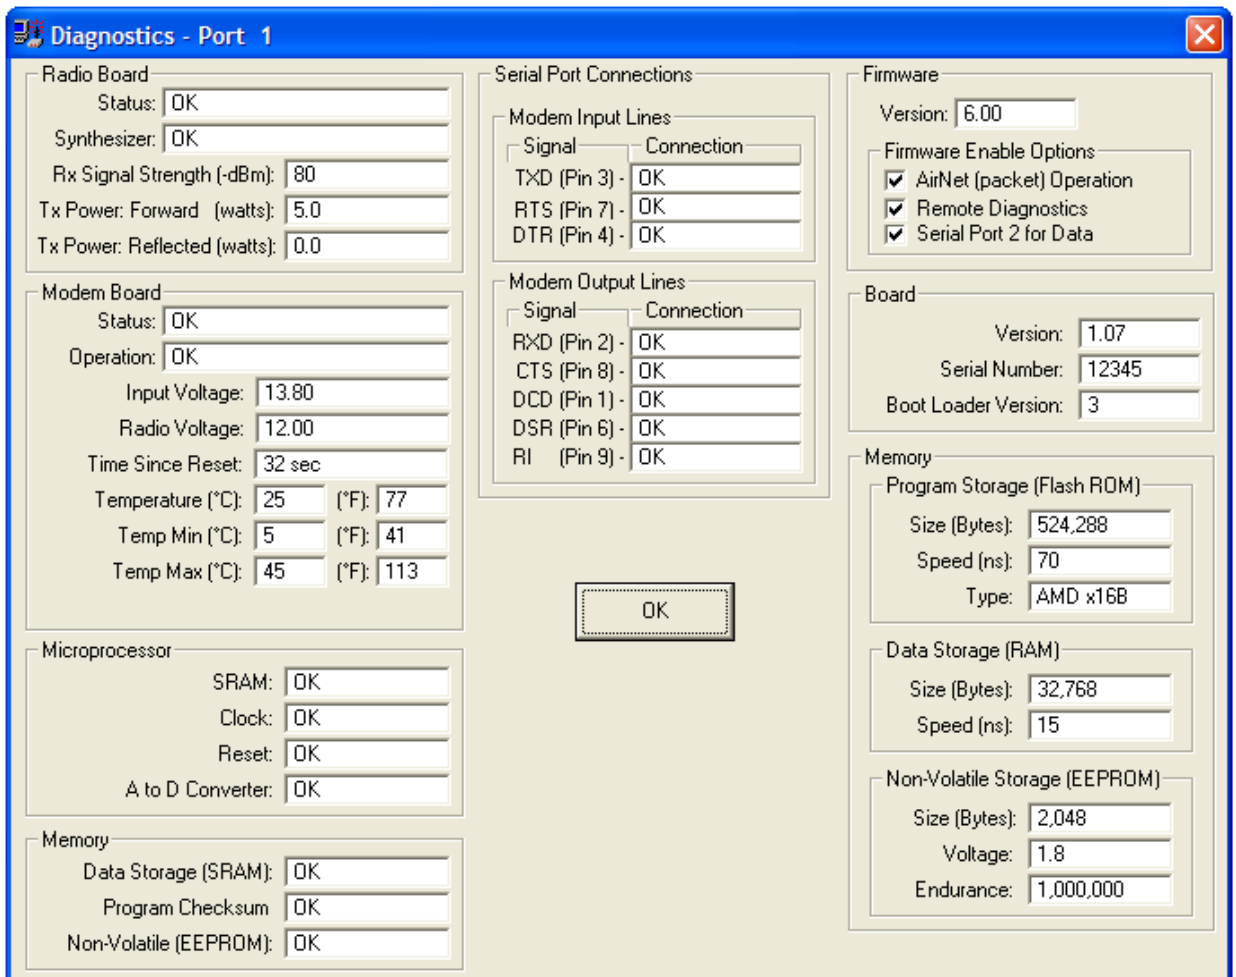 Diagnostics - Port 1
Radio Board
Status: OK
Synthesizer: OK
Rx Signal Strength (-dBm): 80
Tx Power: Forward (watts): 5.0
Tx Power: Reflected (watts): 0.0
Modem Board
Status: OK
Operation: OK
Input Voltage: 13.80
Radio Voltage: 12.00
Time Since Reset: 32 sec
Temperature (°C): 25 (°F): 77
Temp Min (°C): 5 (°F): 41
Temp Max (°C): 45 (°F): 113
Microprocessor
SRAM: OK
Clock: OK
Reset: OK
A to D Converter: OK
Memory
Data Storage (SRAM): OK
Program Checksum OK
Non-Volatile (EEPROM): OK
Serial Port Connections
Modem Input Lines
Signal Connection
TXD (Pin 3) - OK
RTS (Pin 7) - OK
DTR (Pin 4) - OK
Modem Output Lines
Signal Connection
RXD (Pin 2) - OK
CTS (Pin 8) - OK
DCD (Pin 1) - OK
DSR (Pin 6) - OK
RI (Pin 9) - OK
OK
Firmware
Version: 6.00
Firmware Enable Options
AirNet (packet) Operation
Remote Diagnostics
Serial Port 2 for Data
Board
Version: 1.07
Serial Number: 12345
Boot Loader Version: 3
Memory
Program Storage (Flash ROM)
Size (Bytes): 524,288
Speed (ns): 70
Type: AMD x16B
Data Storage (RAM)
Size (Bytes): 32,768
Speed (ns): 15
Non-Volatile Storage (EEPROM)
Size (Bytes): 2,048
Voltage: 1.8
Endurance: 1,000,000